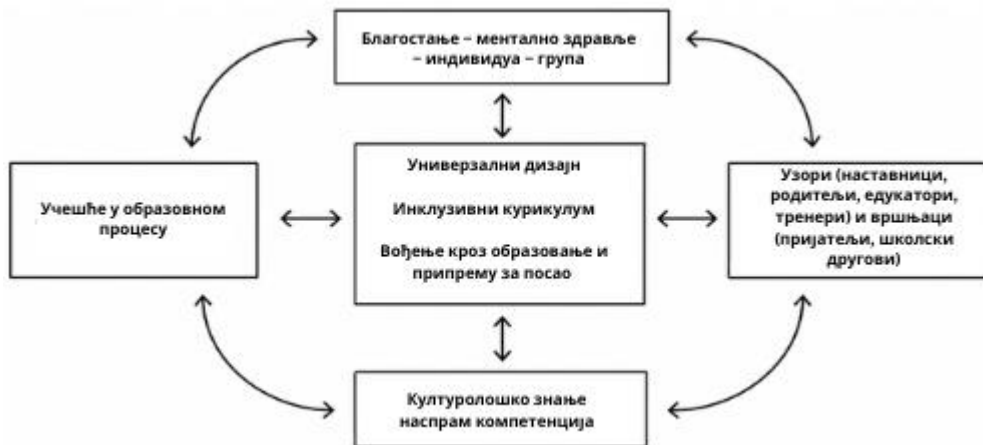 Благостање – ментално здравље
– индивидуа – група
Учешће у образовном
процесу
Универзални дизајн
Инклузивни курикулум
Вођење кроз образовање и
припрему за посао
Узори (наставници,
родитељи, едукатори,
тренери) и вршњаци
(пријатељи, школски
другови)
Културолошко знање
наспрам компетенција